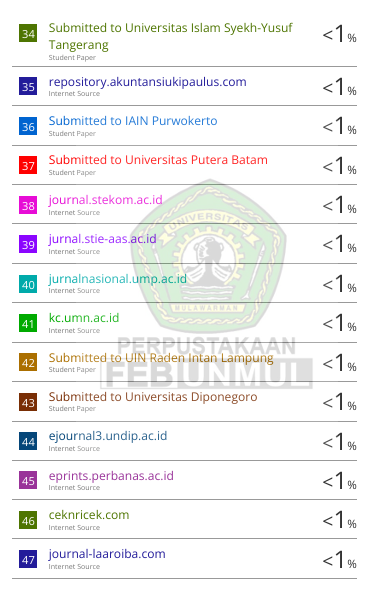 34 Submitted to Universitas Islam Syekh-Yusuf <1%
Tangerang
Student Paper
35 repository.akuntansiukipaulus.com <1%
Internet Source
36 Submitted to IAIN Purwokerto <1%
Student Paper
37 Submitted to Universitas Putera Batam <1%
Student Paper
38 journal.stekom.ac.id <1%
Internet Source
39 jurnal.stie-aas.ac.id <1%
Internet Source
40 jurnalnasional.ump.ac.id <1%
Internet Source
41 kc.umn.ac.id <1%
Internet Source
42 Submitted to UIN Raden Intan Lampung <1%
Student Paper
43 Submitted to Universitas Diponegoro <1%
Student Paper
44 ejournal3.undip.ac.id <1%
Internet Source
45 eprints.perbanas.ac.id <1%
Internet Source
46 ceknricek.com <1%
Internet Source
47 journal-laaroiba.com <1%
Internet Source
UNIVERSITAS
MULAWARMAN
PERPUSTAKAAN
FEB UNMUL